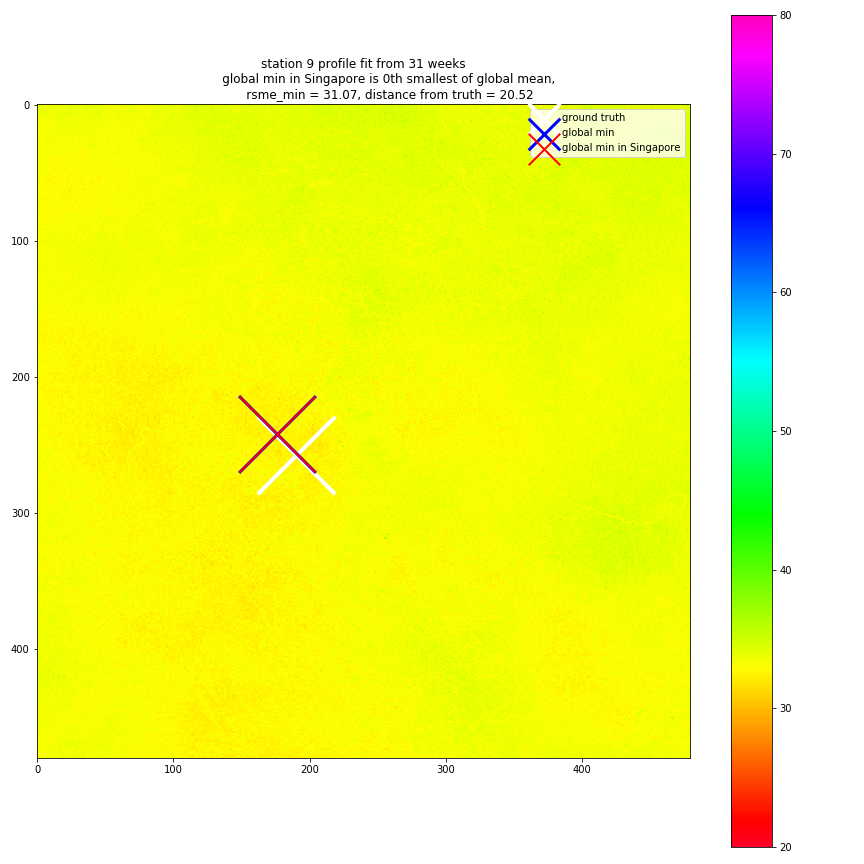 station 9 profile fit from 31 weeks
global min in Singapore is 0th smallest of global mean,
rsme_min = 31.07, distance from truth = 20.52
ground truth
global min
global min in Singapore
0
100
200
300
400
0
100
200
300
400
80
70
60
50
40
30
20